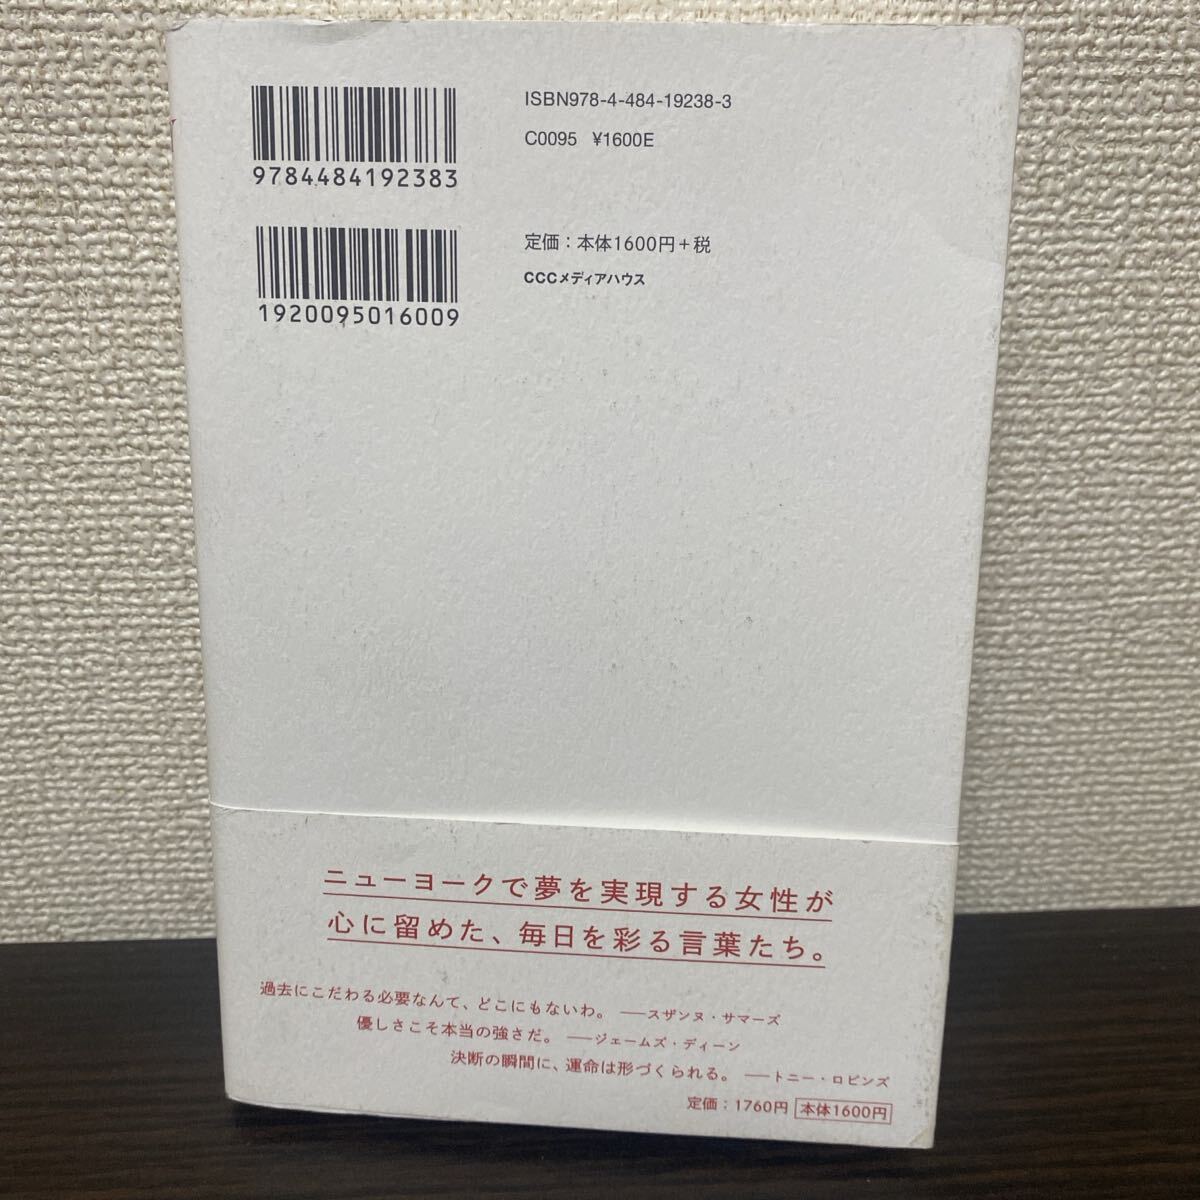 ISBN978-4-484-19238-3
C0095 ¥1600E
9784484192383
定価：本体1600円＋税
CCCメディアハウス
1920095016009
ニューヨークで夢を実現する女性が
心に留めた、毎日を彩る言葉たち。
過去にこだわる必要なんて、どこにもないわ。 ──スザンヌ・サマーズ
優しさこそ本当の強さだ。 ──ジェームズ・ディーン
決断の瞬間に、運命は形づくられる。 ──トニー・ロビンズ
定価：1760円 本体1600円